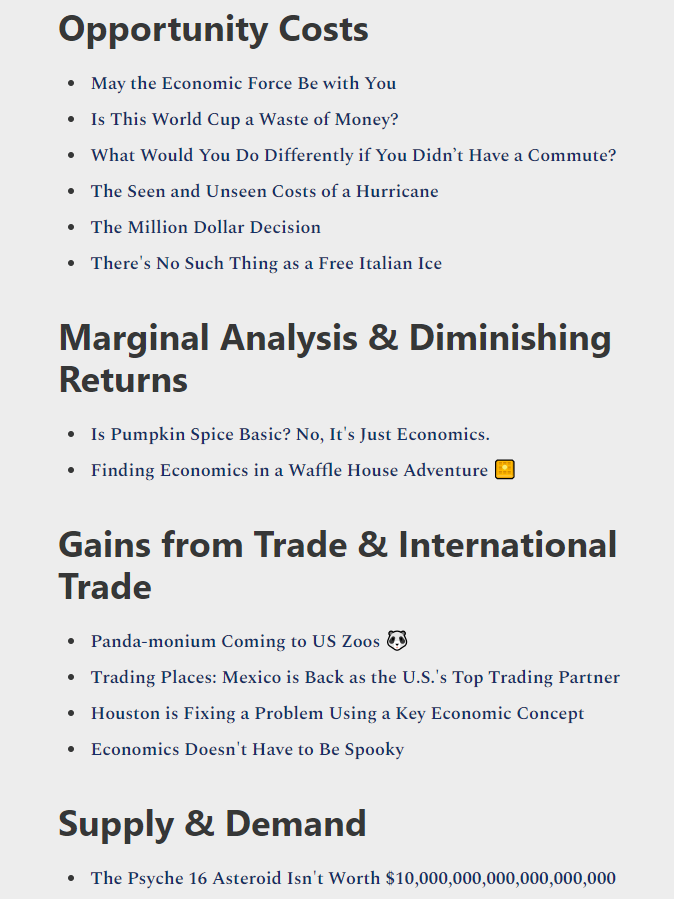 Opportunity Costs
May the Economic Force Be with You
Is This World Cup a Waste of Money?
What Would You Do Differently if You Didn’t Have a Commute?
The Seen and Unseen Costs of a Hurricane
The Million Dollar Decision
There's No Such Thing as a Free Italian Ice
Marginal Analysis & Diminishing
Returns
Is Pumpkin Spice Basic? No, It's Just Economics.
Finding Economics in a Waffle House Adventure 🧇
Gains from Trade & International
Trade
Panda-monium Coming to US Zoos 🐼
Trading Places: Mexico is Back as the U.S.'s Top Trading Partner
Houston is Fixing a Problem Using a Key Economic Concept
Economics Doesn't Have to Be Spooky
Supply & Demand
The Psyche 16 Asteroid Isn't Worth $10,000,000,000,000,000,000